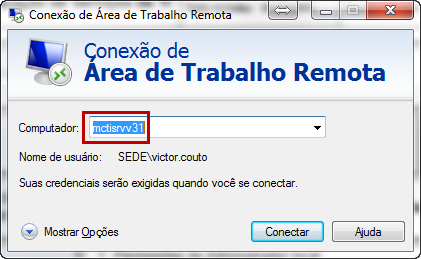 Conexão de Área de Trabalho Remota
Conexão de
Área de Trabalho Remota
Computador: mctisrvv31
Nome de usuário: SEDE\victor.couto
Suas credenciais serão exigidas quando você se conectar.
Mostrar Opções Conectar Ajuda